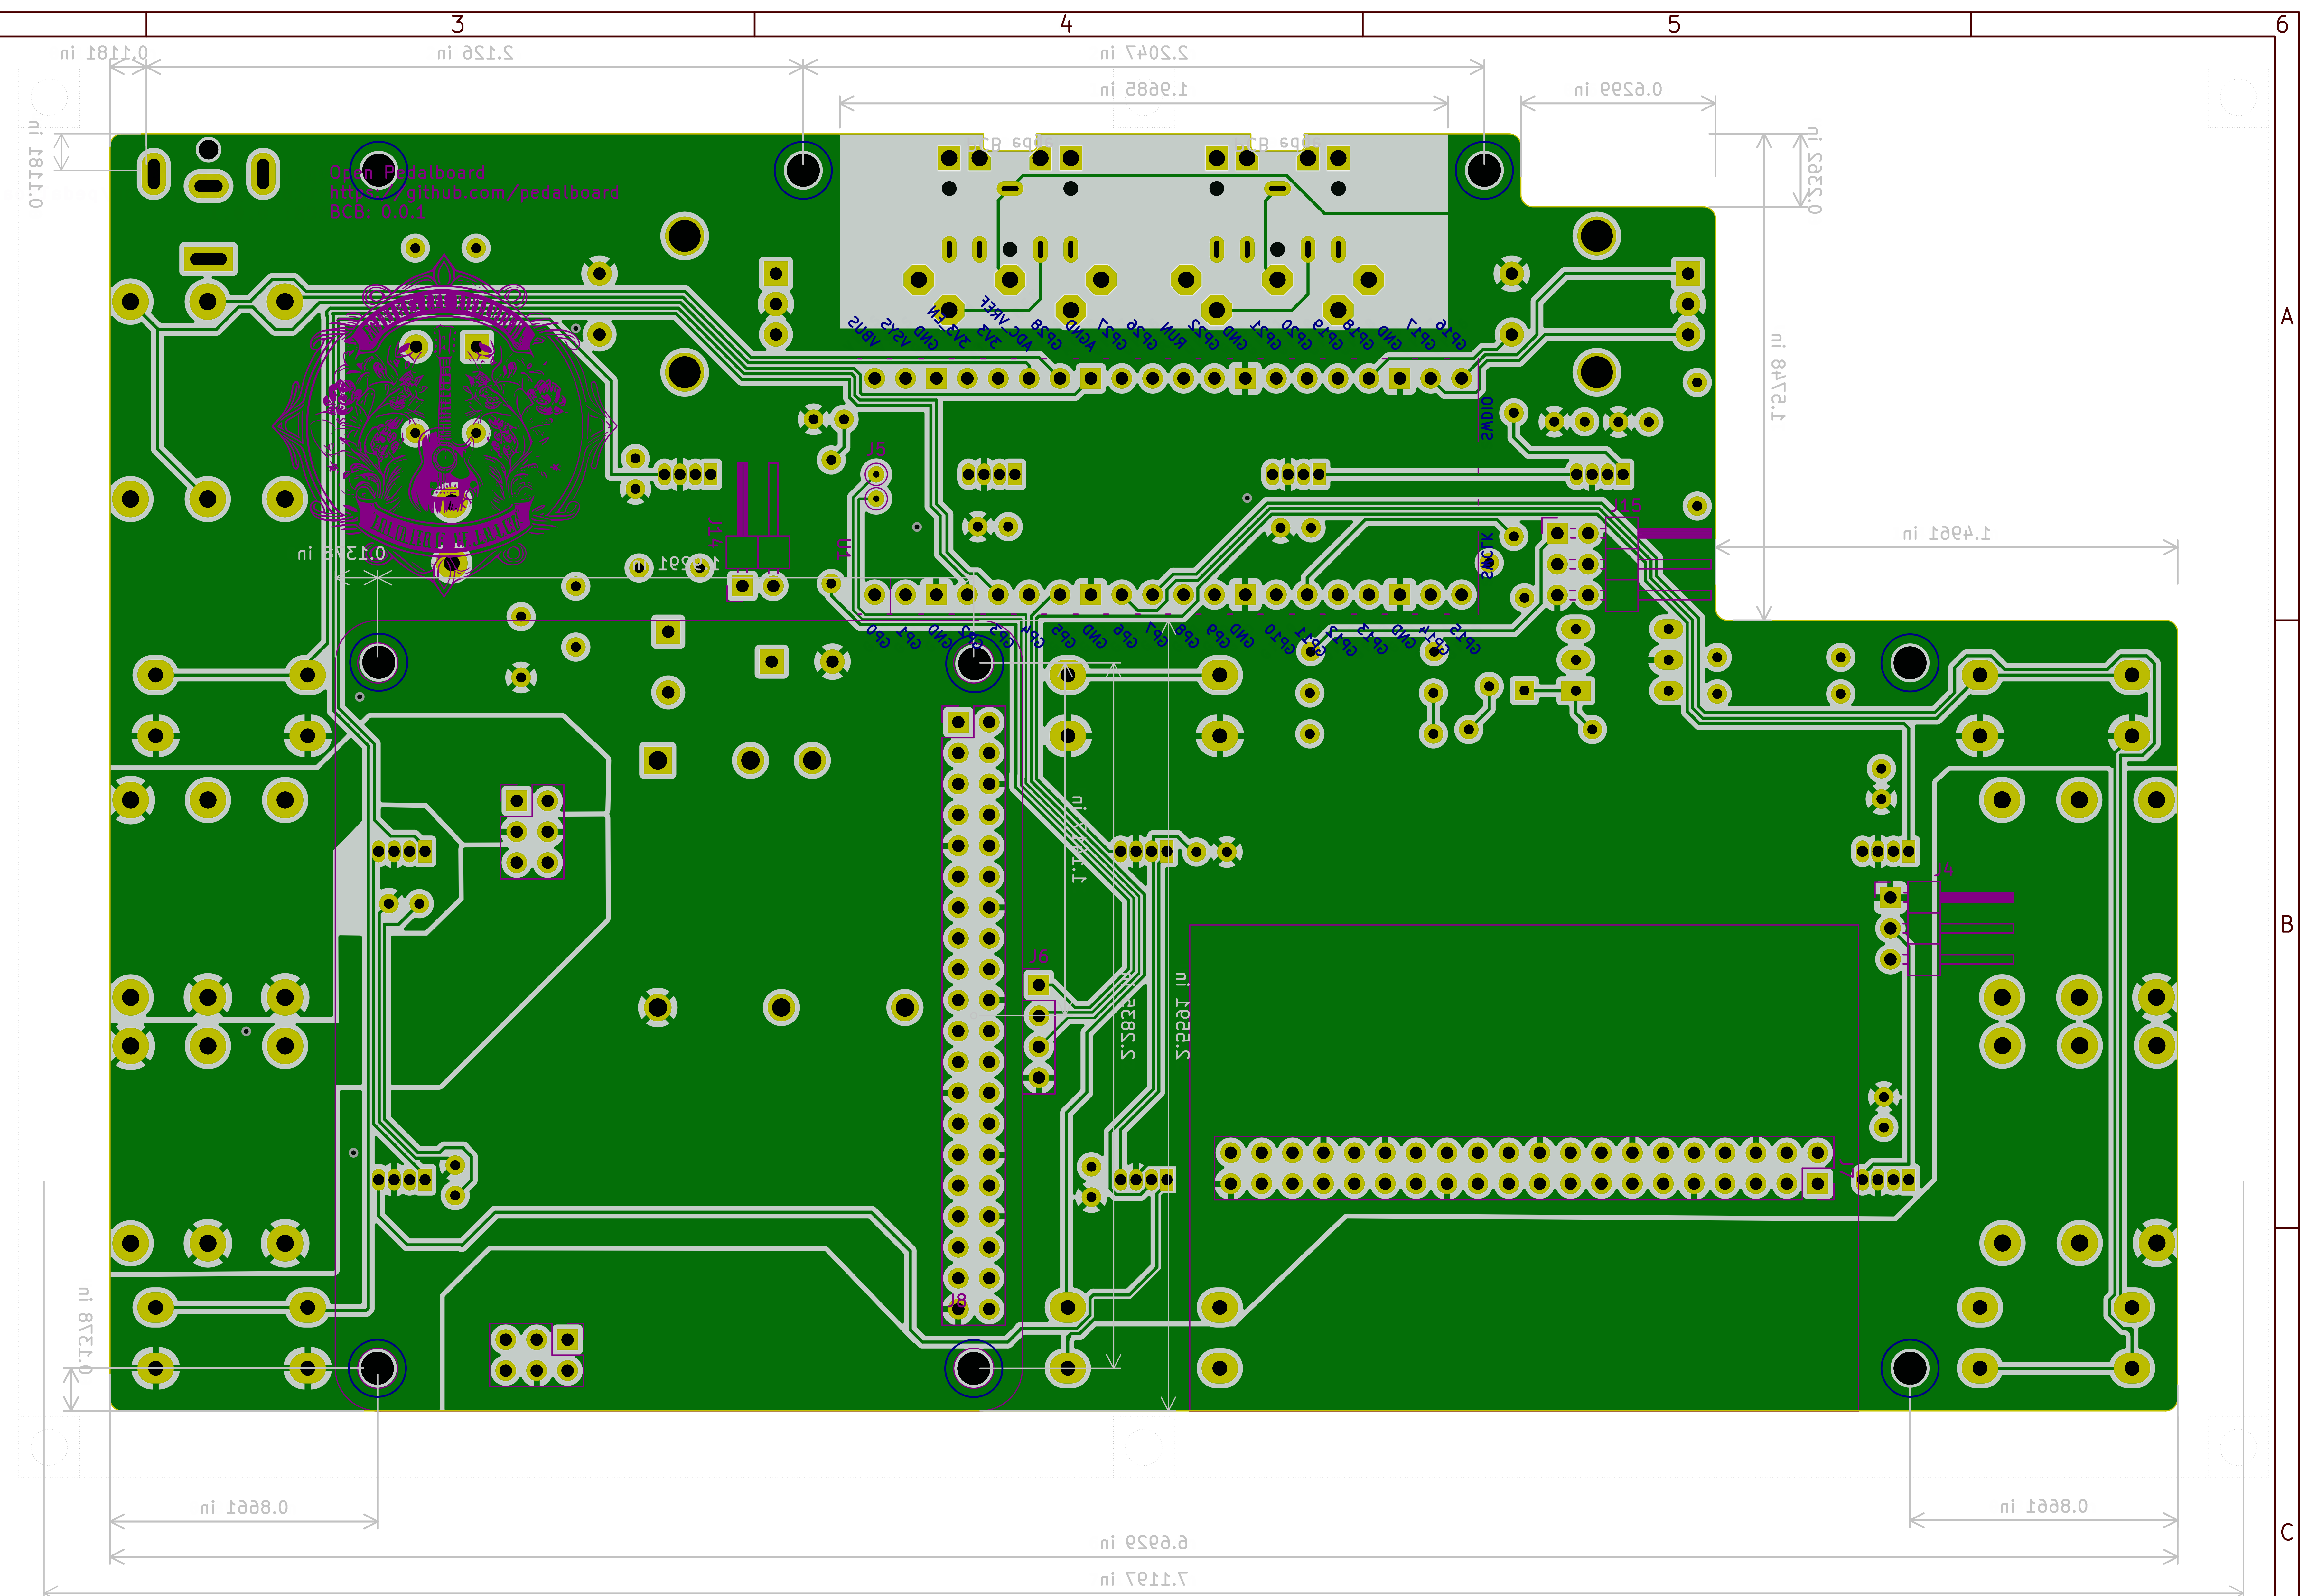 3 4 5 6
0.1181 in 2.126 in 2.2047 in
1.9685 in 0.6299 in
0.1181 in
0.2362 in
Open Pedalboard
https://github.com/pedalboard
BCB: 0.0.1
A
1.5748 in
VBUS VSYS GND 3V3_EN 3V3 ADC_VREF GP28 AGND GP27 GP26 RUN GP22 GND GP21 GP20 GP19 GP18 GND GP17 GP16
SWDIO
J5
J15
J14
U1
SWCLK
0.1378 in
1.9291 in
1.4961 in
GP0 GP1 GND GP2 GP3 GP4 GP5 GND GP6 GP7 GP8 GP9 GND GP10 GP11 GP12 GP13 GND GP14 GP15
J4
B
J6
2.2835 in
2.5591 in
J8
0.1378 in
0.8661 in 0.8661 in
C
6.6929 in
7.1197 in